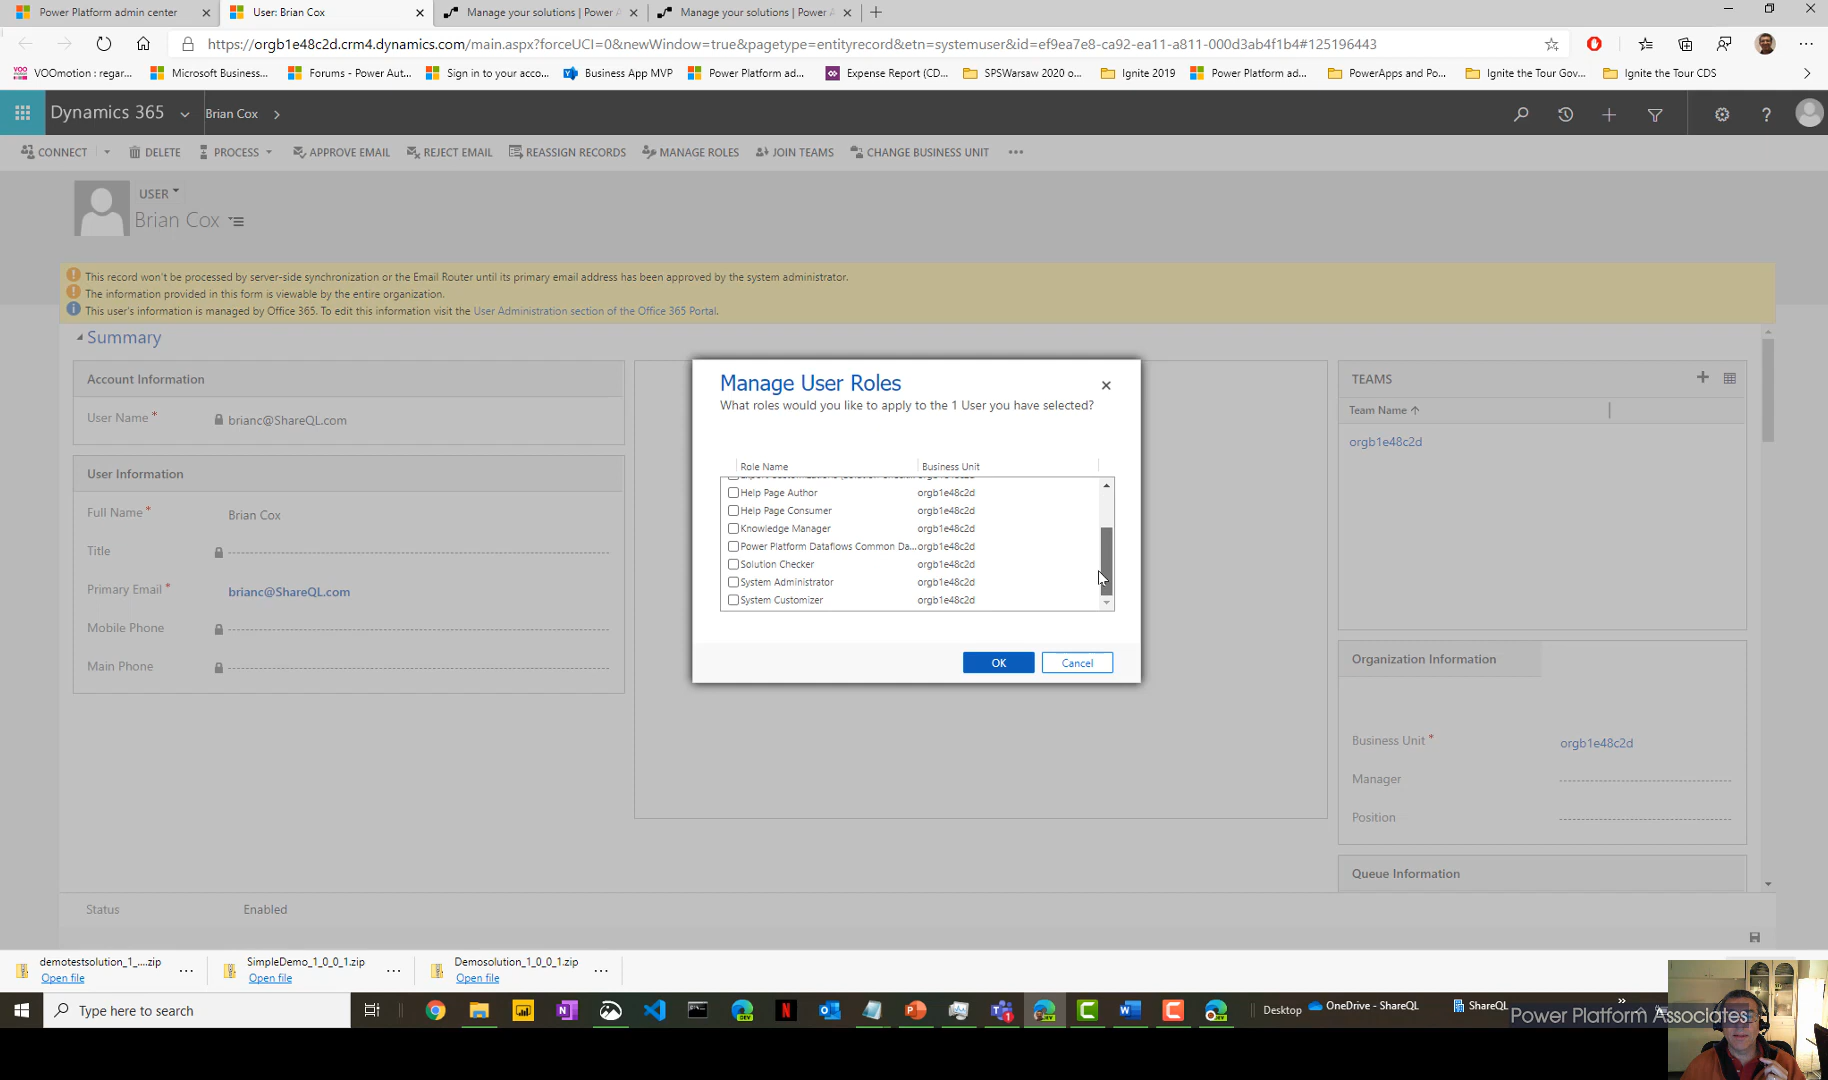 Power Platform admin center
User: Brian Cox
Manage your solutions | Power A
Manage your solutions | Power A
https://orgb1e48c2d.crm4.dynamics.com/main.aspx?forceUCI=0&newWindow=true&pagetype=entityrecord&etn=systemuser&id=ef9ea7e8-ca92-ea11-a811-000d3ab4f1b4#125196443
VOOmotion : regar... Microsoft Business... Forums - Power Aut... Sign in to your acco... Business App MVP Power Platform ad... Expense Report (CD... SPSWarsaw 2020 o... Ignite 2019 Power Platform ad... PowerApps and Po... Ignite the Tour Gov... Ignite the Tour CDS
Dynamics 365 Brian Cox
CONNECT DELETE PROCESS APPROVE EMAIL REJECT EMAIL REASSIGN RECORDS MANAGE ROLES JOIN TEAMS CHANGE BUSINESS UNIT
USER
Brian Cox
This record won't be processed by server-side synchronization or the Email Router until its primary email address has been approved by the system administrator.
The information provided in this form is viewable by the entire organization.
This user's information is managed by Office 365. To edit this information visit the User Administration section of the Office 365 Portal.
Summary
Account Information
User Name * brianc@ShareQL.com
User Information
Full Name * Brian Cox
Title
Primary Email * brianc@ShareQL.com
Mobile Phone
Main Phone
Manage User Roles
What roles would you like to apply to the 1 User you have selected?
Role Name Business Unit
Help Page Author orgb1e48c2d
Help Page Consumer orgb1e48c2d
Knowledge Manager orgb1e48c2d
Power Platform Dataflows Common Da... orgb1e48c2d
Solution Checker orgb1e48c2d
System Administrator orgb1e48c2d
System Customizer orgb1e48c2d
OK Cancel
TEAMS
Team Name
orgb1e48c2d
Organization Information
Business Unit * orgb1e48c2d
Manager
Position
Queue Information
Status Enabled
demotestsolution_1_....zip SimpleDemo_1_0_0_1.zip Demosolution_1_0_0_1.zip
Open file Open file Open file
Type here to search
Desktop OneDrive - ShareQL ShareQL
Power Platform Associates